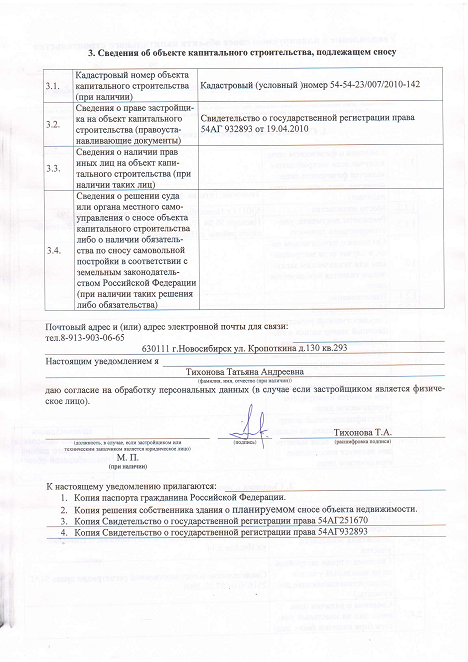 3. Сведения об объекте капитального строительства, подлежащем сносу
3.1.
Кадастровый номер объекта
капитального строительства
(при наличии)
Кадастровый (условный )номер 54-54-23/007/2010-142
3.2.
Сведения о праве застройщи-
ка на объект капитального
строительства (правоуста-
навливающие документы)
Свидетельство о государственной регистрации права
54АГ 932893 от 19.04.2010
3.3.
Сведения о наличии прав
иных лиц на объект капи-
тального строительства (при
наличии таких лиц)
3.4.
Сведения о решении суда
или органа местного само-
управления о сносе объекта
капитального строительства
либо о наличии обязатель-
ства по сносу самовольной
постройки в соответствии с
земельным законодатель-
ством Российской Федерации
(при наличии таких решения
либо обязательства)
Почтовый адрес и (или) адрес электронной почты для связи:
тел.8-913-903-06-65
630111 г.Новосибирск ул. Кропоткина д.130 кв.293
Настоящим уведомлением я
Тихонова Татьяна Андреевна
(фамилия, имя, отчество (при наличии))
даю согласие на обработку персональных данных (в случае если застройщиком является физиче-
ское лицо).
Тихонова Т.А.
(должность, в случае, если застройщиком или
техническим заказчиком является юридическое лицо)
(подпись)
(расшифровка подписи)
М. П.
(при наличии)
К настоящему уведомлению прилагаются:
1. Копия паспорта гражданина Российской Федерации.
2. Копия решения собственника здания о планируемом сносе объекта недвижимости.
3. Копия Свидетельство о государственной регистрации права 54АГ251670
4. Копия Свидетельство о государственной регистрации права 54АГ932893